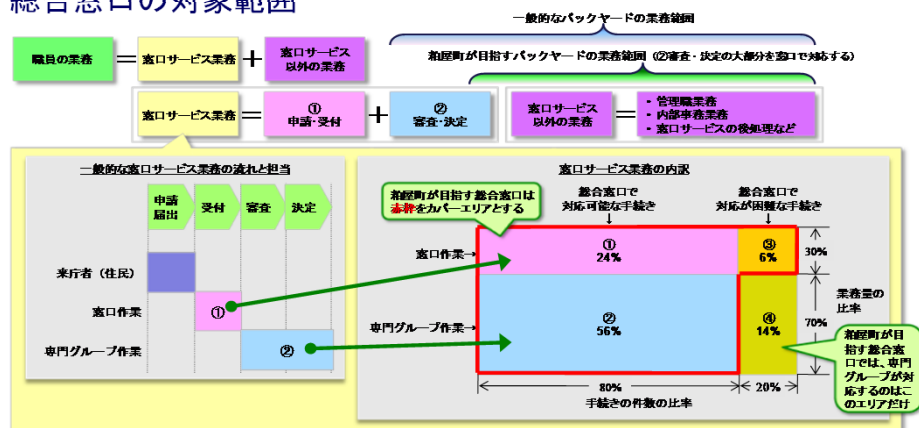 総合窓口の対象範囲
一般的なバックヤードの業務範囲
職員の業務
=
窓口サービス業務
+
窓口サービス
以外の業務
粕屋町が目指すバックヤードの業務範囲(②審査・決定の大部分を窓口で対応する)
窓口サービス業務
=
①
申請・受付
+
②
審査・決定
窓口サービス
以外の業務
=
・管理職業務
・内部事務業務
・窓口サービスの後処理など
一般的な窓口サービス業務の流れと担当
申請
届出
受付
審査
決定
来庁者(住民)
窓口作業
①
専門グループ作業
②
窓口サービス業務の内訳
粕屋町が目指す総合窓口は
赤枠をカバーエリアとする
総合窓口で
対応可能な手続き
↓
総合窓口で
対応が困難な手続き
↓
窓口作業→
①
24%
③
6%
30%
専門グループ作業→
②
56%
④
14%
70%
業務量の
比率
80%
20%
手続きの件数の比率
粕屋町が目
指す総合窓
口では、専門
グループが対
応するのはこ
のエリアだけ